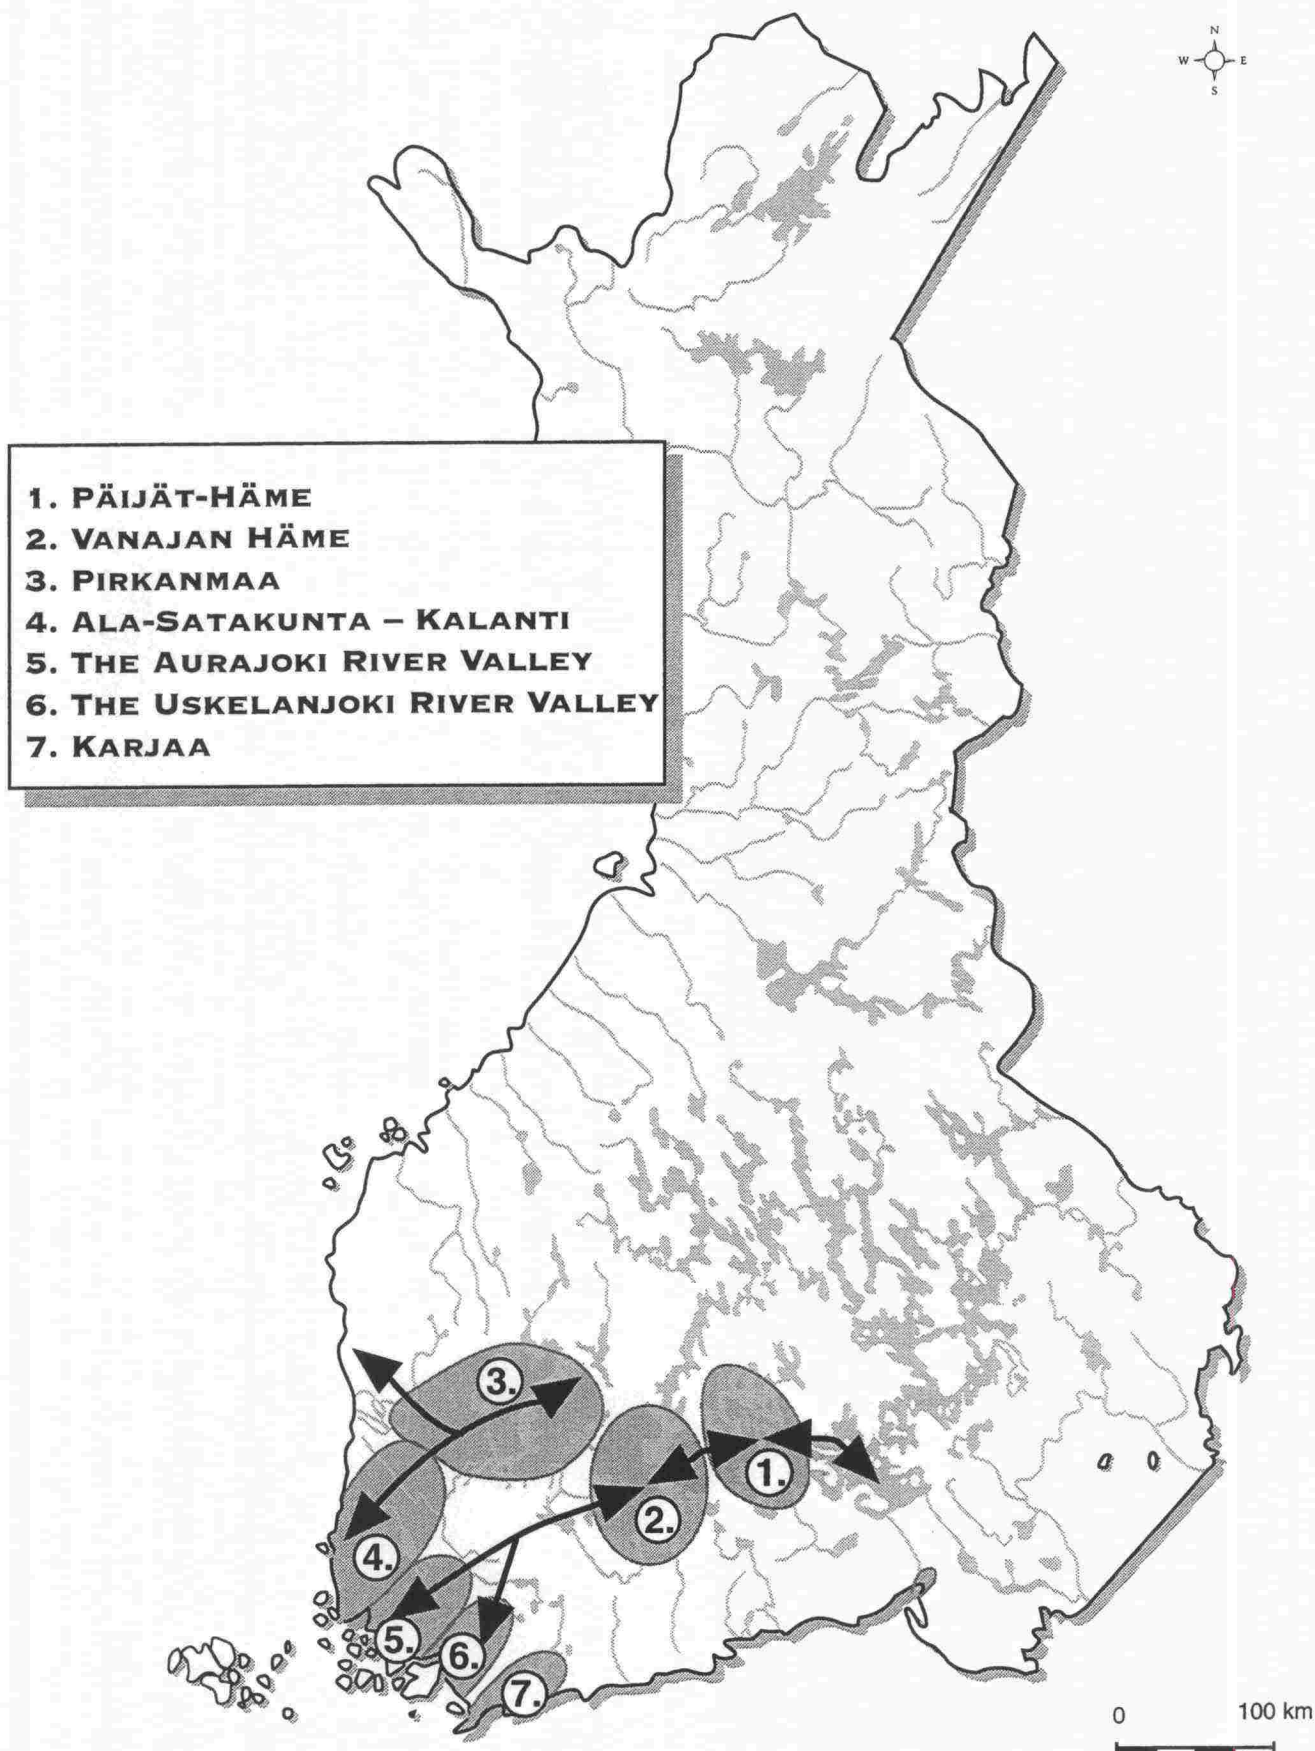 N
W E
S
1. PÄIJÄT-HÄME
2. VANAJAN HÄME
3. PIRKANMAA
4. ALA-SATAKUNTA – KALANTI
5. THE AURAJOKI RIVER VALLEY
6. THE USKELANJOKI RIVER VALLEY
7. KARJAA
3.
1.
2.
4.
5.
6.
7.
0 100 km